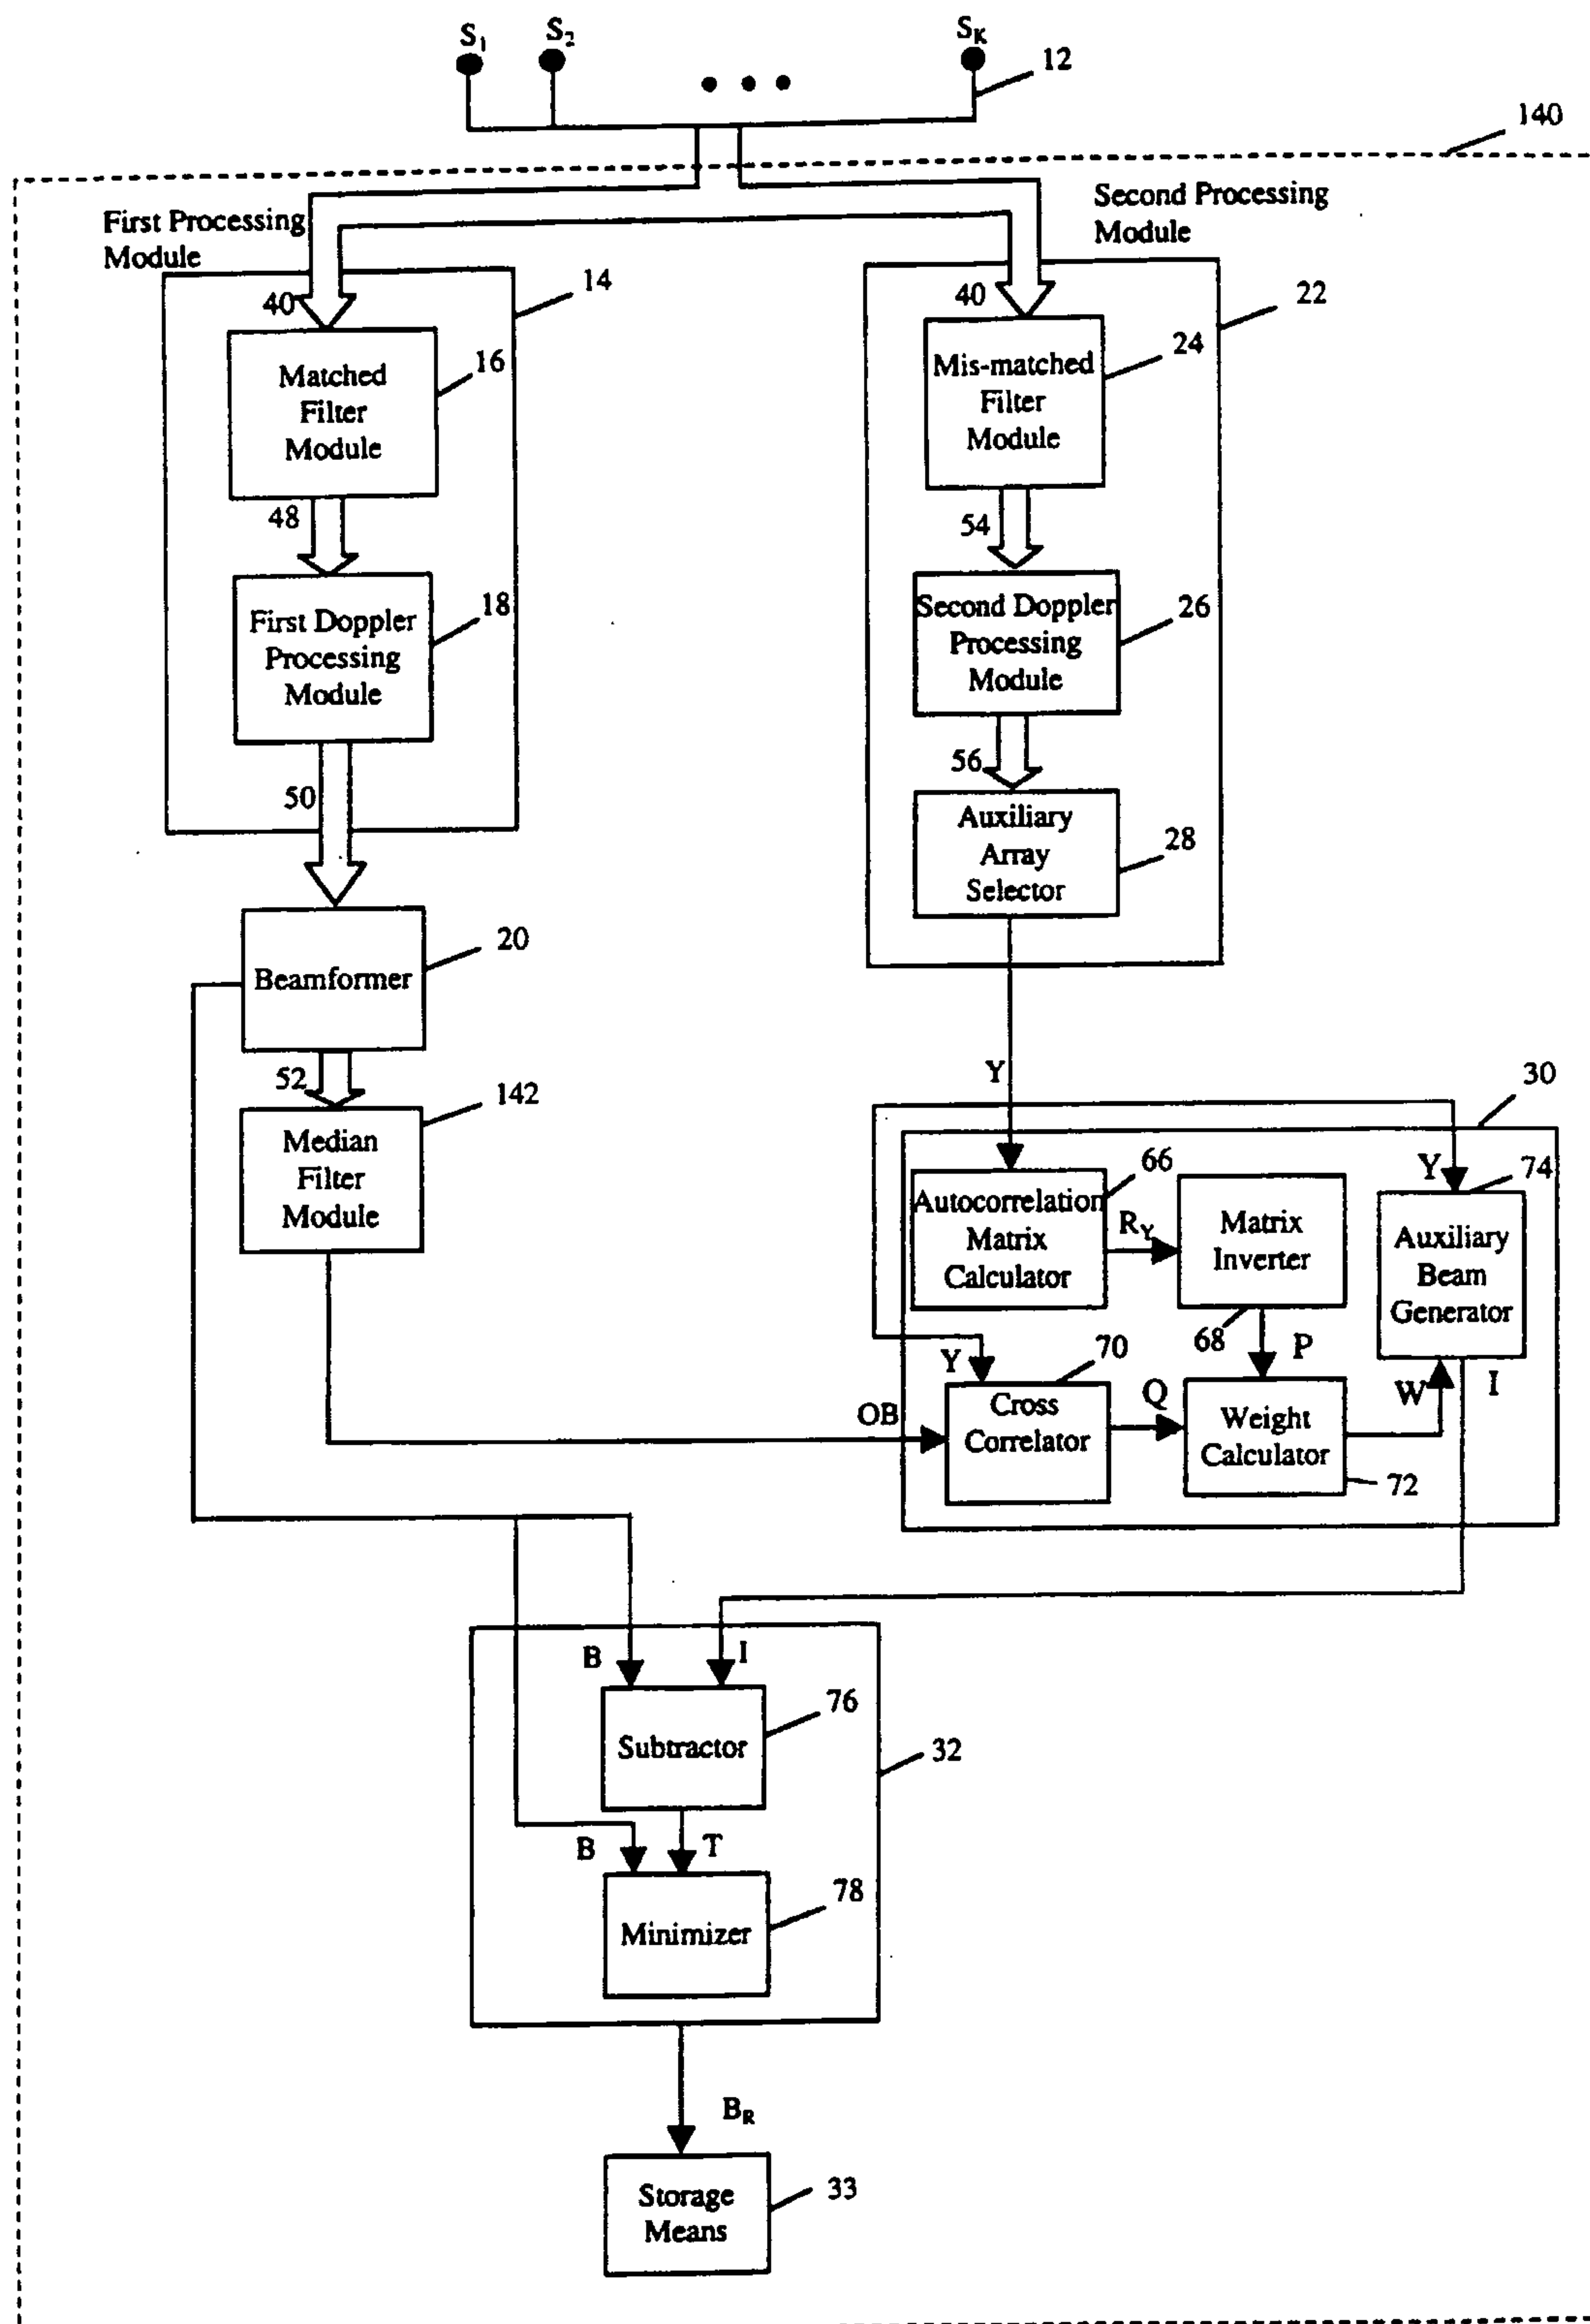 S₁ S₂ Sₖ
12
140
First Processing
Module
Second Processing
Module
40
14
Matched
Filter
Module
16
48
First Doppler
Processing
Module
18
50
40
22
Mis-matched
Filter
Module
24
54
Second Doppler
Processing
Module
26
56
Auxiliary
Array
Selector
28
Beamformer
20
52
142
Median
Filter
Module
Y
30
Autocorrelation
Matrix
Calculator
66
R_Y
Matrix
Inverter
68
P
Y
74
Auxiliary
Beam
Generator
Y
70
OB
Cross
Correlator
Q
Weight
Calculator
72
W
I
B
I
Subtractor
76
32
B
T
Minimizer
78
B_R
Storage
Means
33